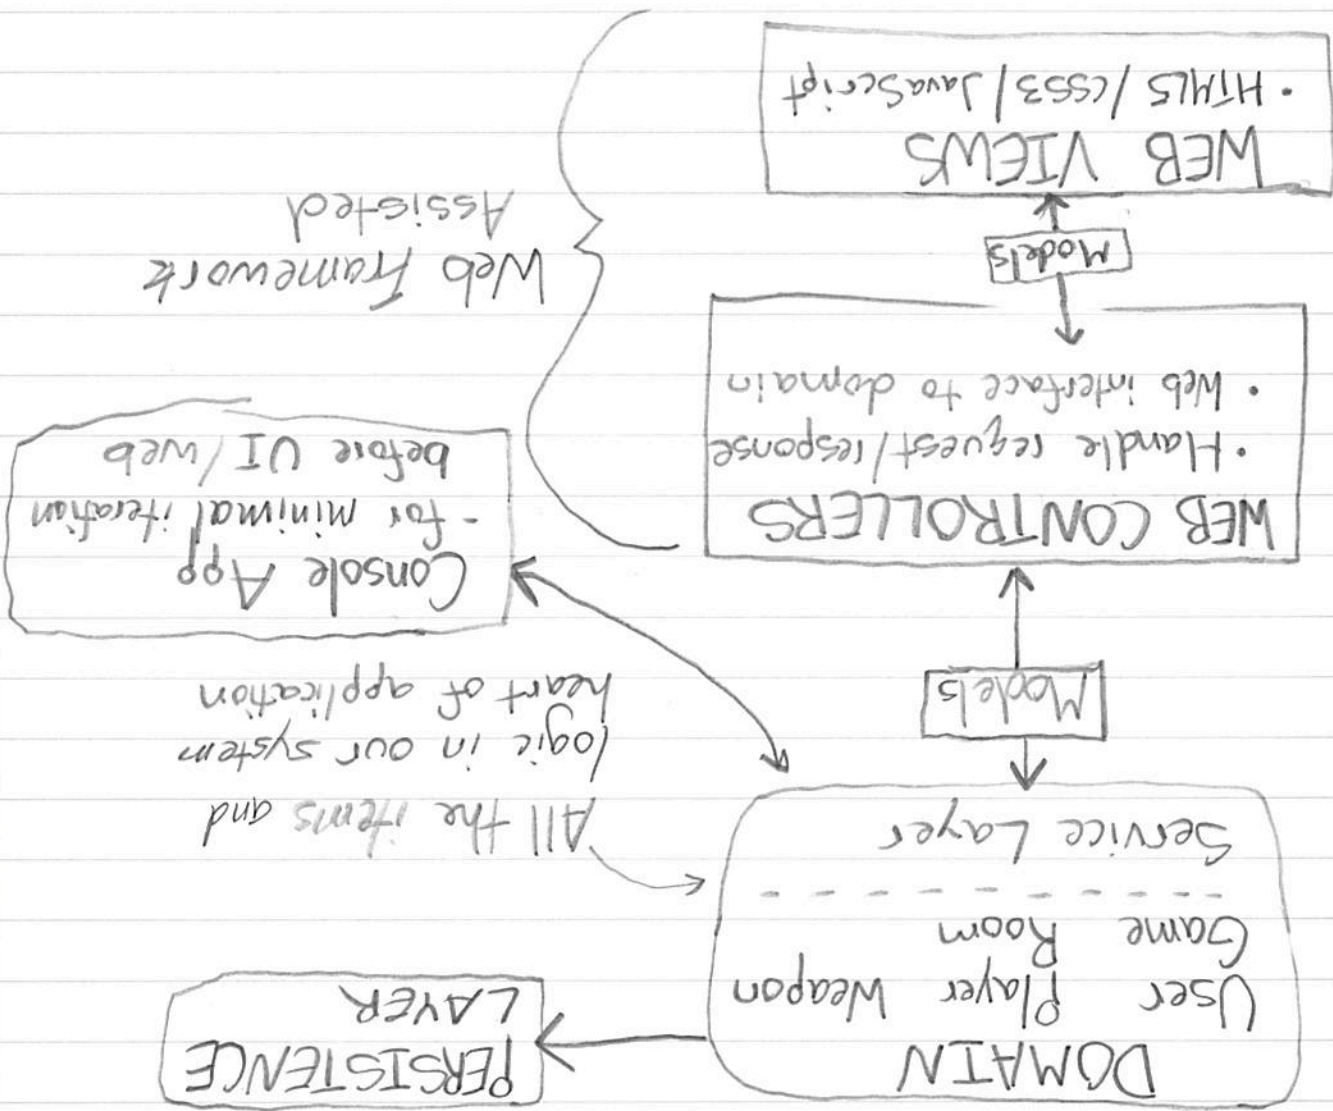 DOMAIN
User Player Weapon
Game Room
Service Layer
PERSISTENCE
LAYER
All the items and
logic in our system
heart of application
Models
Console App
- for minimal iteration
before UI/web
WEB CONTROLLERS
• Handle request/response
• Web interface to domain
Web Framework
Assisted
Models
WEB VIEWS
• HTML5/CSS3/JavaScript